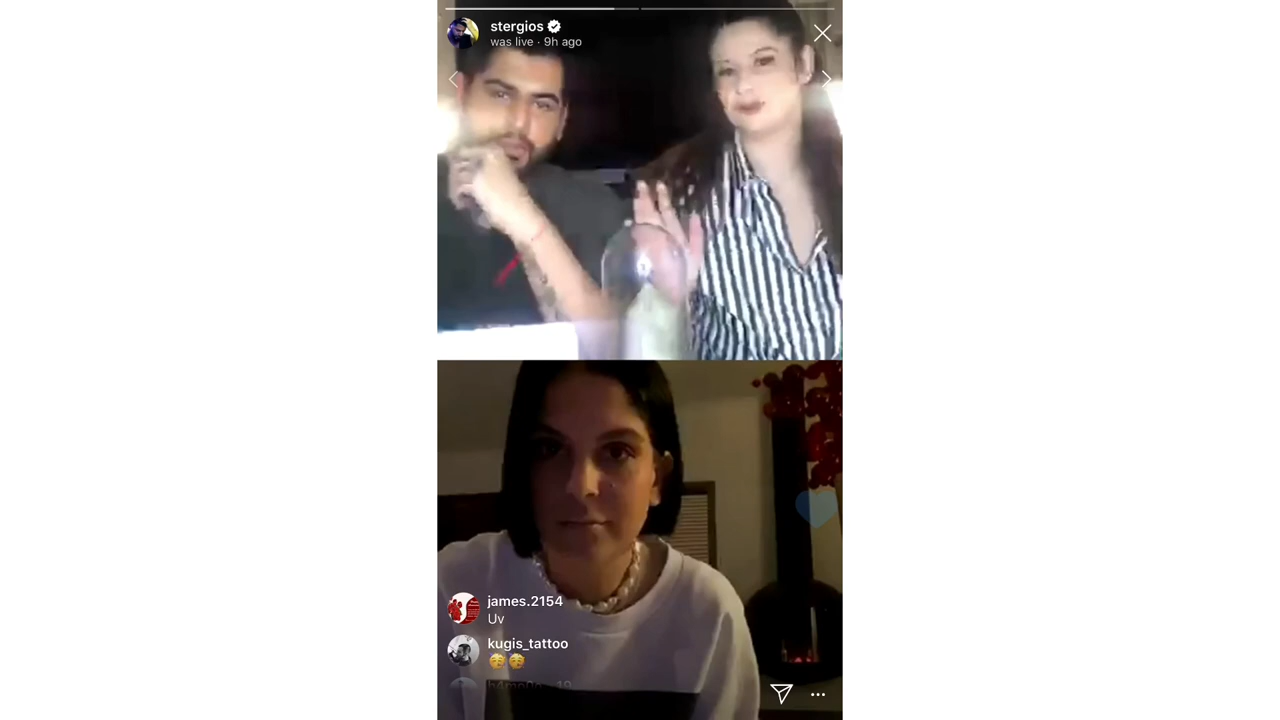 stergios
was live · 9h ago
james.2154
Uv
kugis_tattoo
🥳🥳